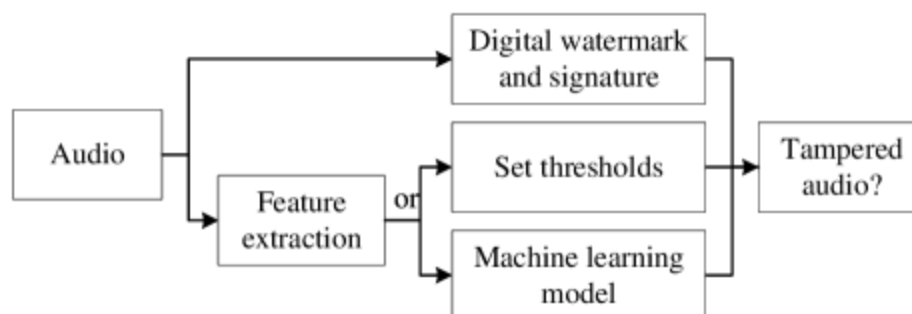 Digital watermark
and signature
Audio
Set thresholds
Tampered
audio?
Feature
extraction
or
Machine learning
model